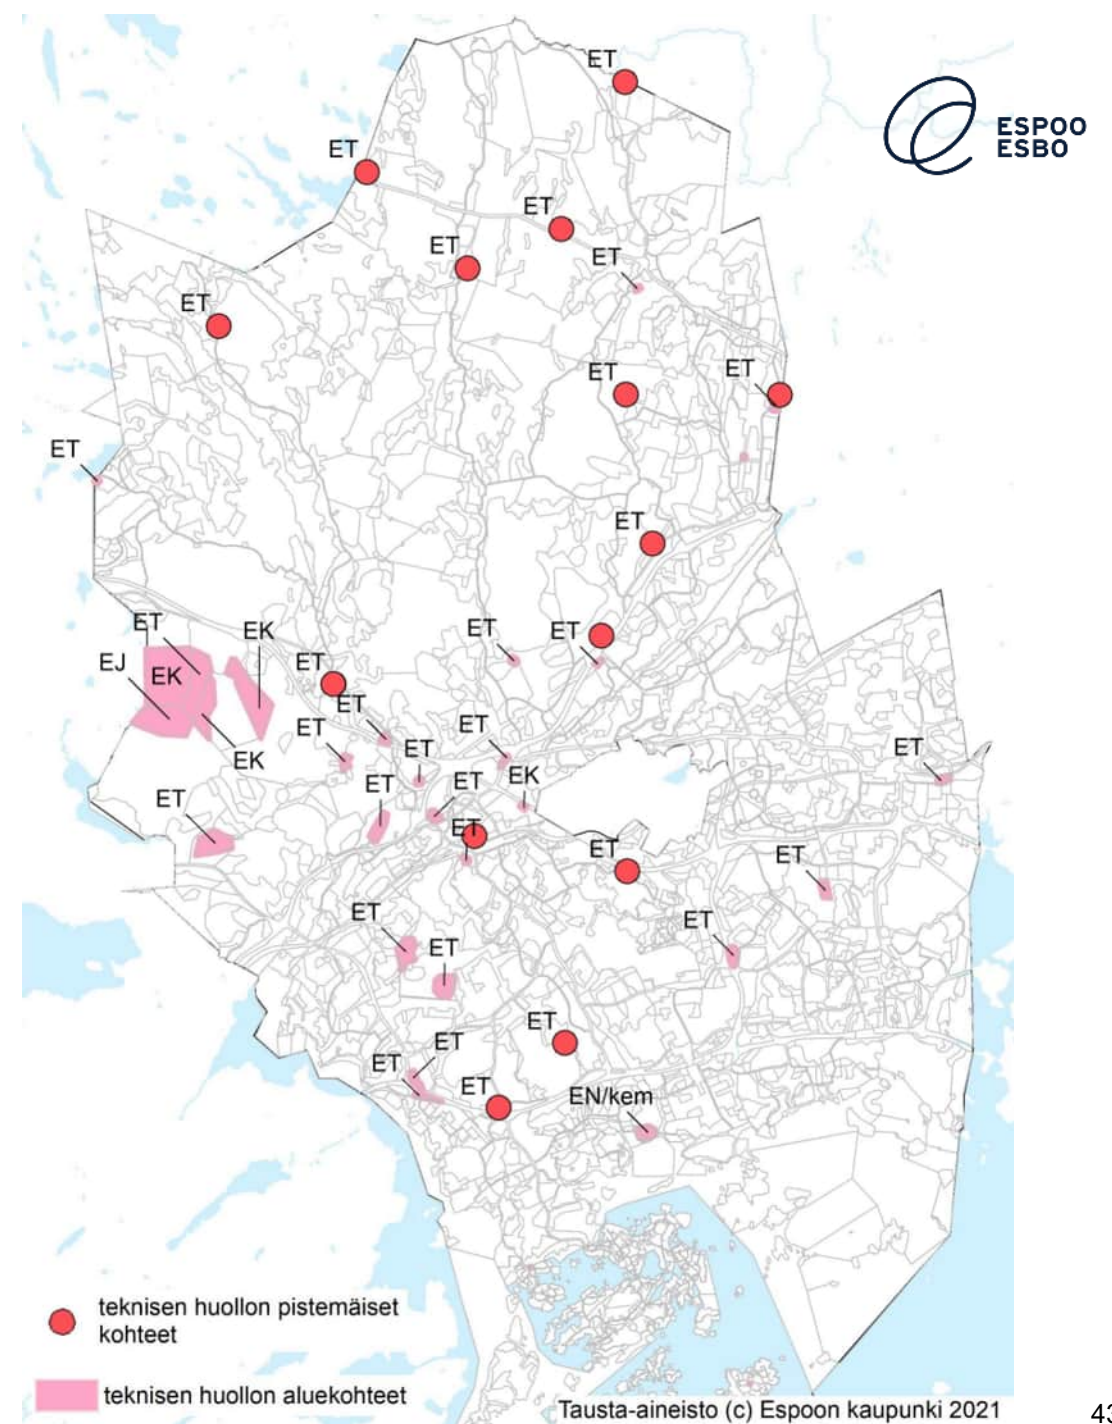 ET
ESPOO
ESBO
ET
ET
ET
ET
ET
ET
ET
ET
ET
ET
ET
EK
ET
ET
EJ
EK
ET
ET
ET
ET
EK
ET
ET
EK
ET
ET
ET
ET
ET
ET
ET
ET
ET
ET
ET
ET
ET
EN/kem
teknisen huollon pistemäiset
kohteet
teknisen huollon aluekohteet
Tausta-aineisto (c) Espoon kaupunki 2021